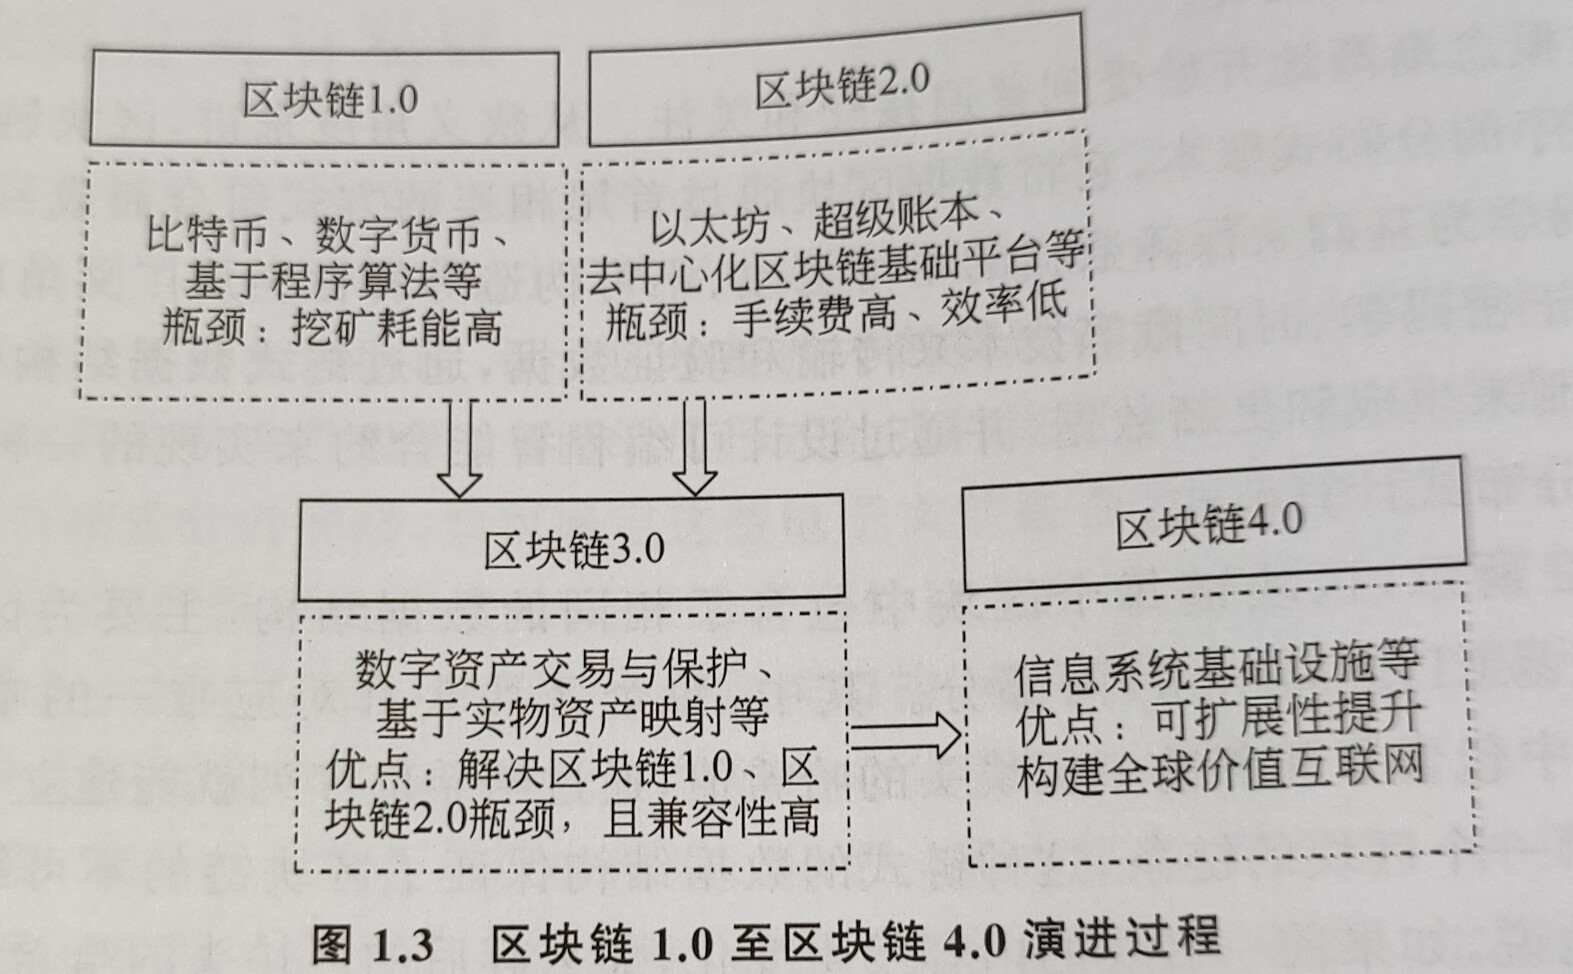 区块链1.0
比特币、数字货币、
基于程序算法等
瓶颈：挖矿耗能高
区块链2.0
以太坊、超级账本、
去中心化区块链基础平台等
瓶颈：手续费高、效率低
区块链3.0
数字资产交易与保护、
基于实物资产映射等
优点：解决区块链1.0、区
块链2.0瓶颈，且兼容性高
区块链4.0
信息系统基础设施等
优点：可扩展性提升
构建全球价值互联网
图 1.3 区块链 1.0 至区块链 4.0 演进过程